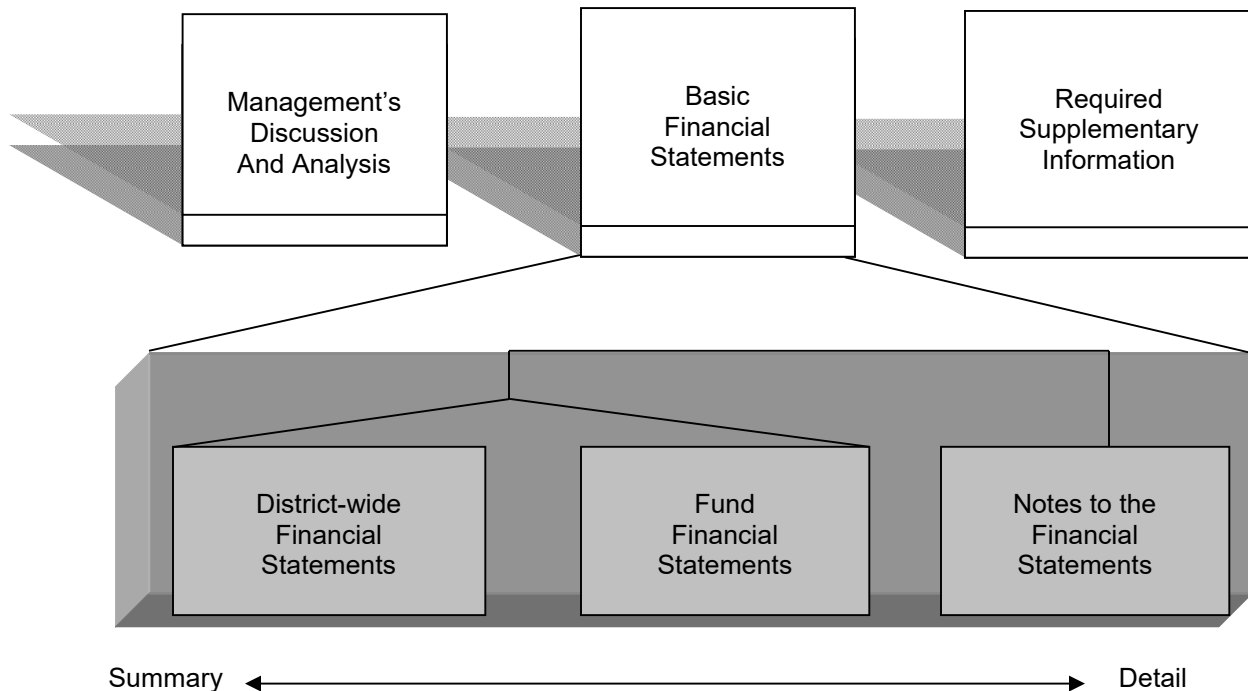 Management’s
Discussion
And Analysis
Basic
Financial
Statements
Required
Supplementary
Information
District-wide
Financial
Statements
Fund
Financial
Statements
Notes to the
Financial
Statements
Summary
Detail